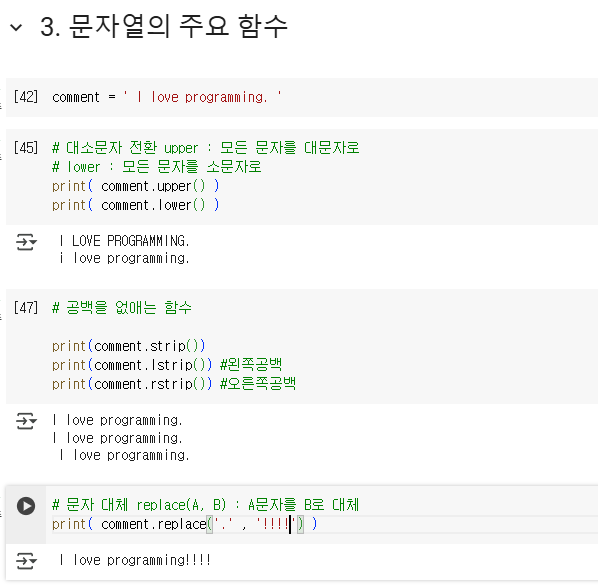 3. 문자열의 주요 함수
[42] comment = ' I love programming. '
[45] # 대소문자 전환 upper : 모든 문자를 대문자로
# lower : 모든 문자를 소문자로
print( comment.upper() )
print( comment.lower() )
I LOVE PROGRAMMING.
i love programming.
[47] # 공백을 없애는 함수
print(comment.strip())
print(comment.lstrip()) #왼쪽공백
print(comment.rstrip()) #오른쪽공백
I love programming.
I love programming.
I love programming.
# 문자 대체 replace(A, B) : A문자를 B로 대체
print( comment.replace('.' , '!!!!') )
I love programming!!!!